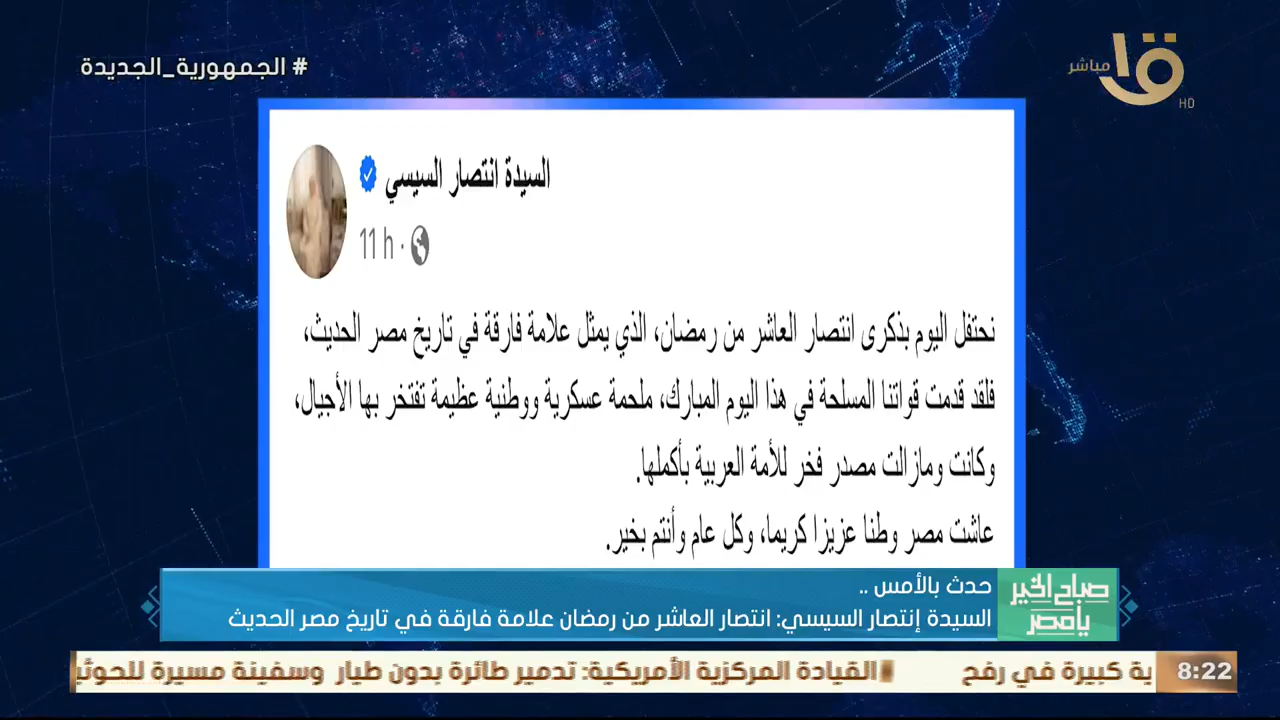 # الجمهورية_الجديدة
مباشر
HD
السيدة انتصار السيسي
11 h ·
نحتفل اليوم بذكرى انتصار العاشر من رمضان، الذي يمثل علامة فارقة في تاريخ مصر الحديث،
فلقد قدمت قواتنا المسلحة في هذا اليوم المبارك، ملحمة عسكرية ووطنية عظيمة تفتخر بها الأجيال،
وكانت ومازالت مصدر فخر للأمة العربية بأكملها.
عاشت مصر وطنا عزيزا كريما، وكل عام وأنتم بخير.
صباح الخير
يا مصر
حدث بالأمس ..
السيدة إنتصار السيسي: انتصار العاشر من رمضان علامة فارقة في تاريخ مصر الحديث
8:22
ية كبيرة في رفح القيادة المركزية الأمريكية: تدمير طائرة بدون طيار وسفينة مسيرة للحوثي